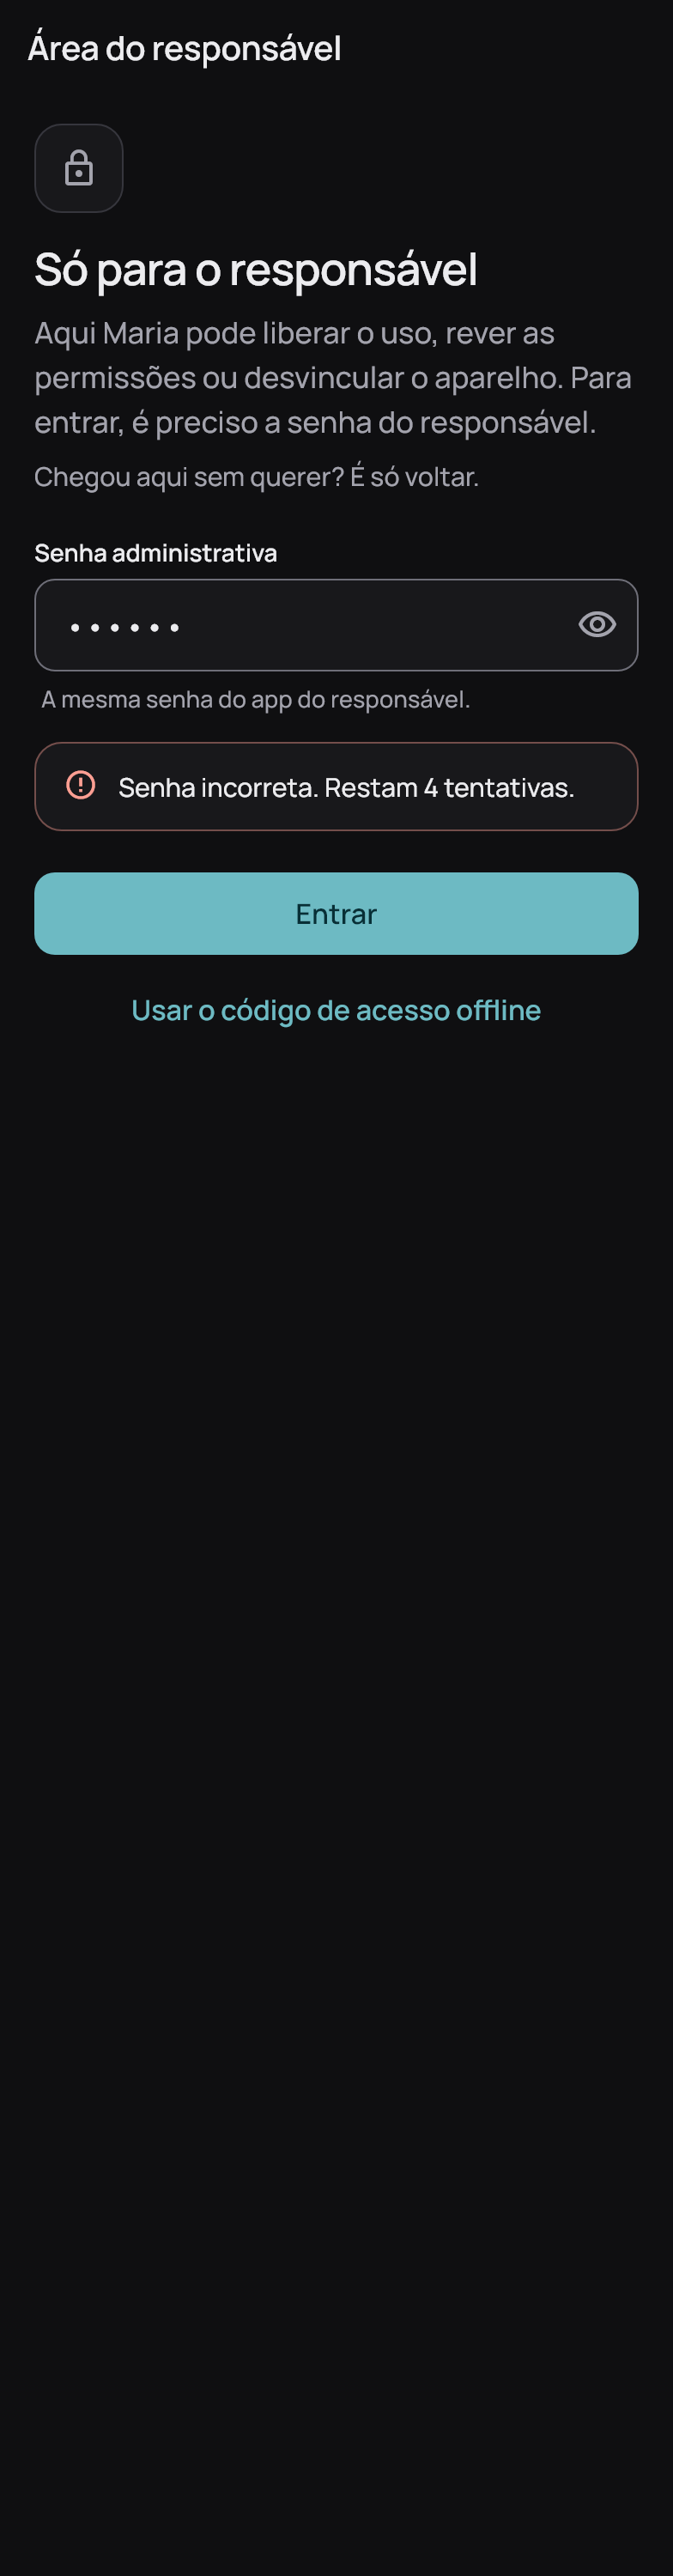 Área do responsável
Só para o responsável
Aqui Maria pode liberar o uso, rever as
permissões ou desvincular o aparelho. Para
entrar, é preciso a senha do responsável.
Chegou aqui sem querer? É só voltar.
Senha administrativa
••••••
A mesma senha do app do responsável.
Senha incorreta. Restam 4 tentativas.
Entrar
Usar o código de acesso offline